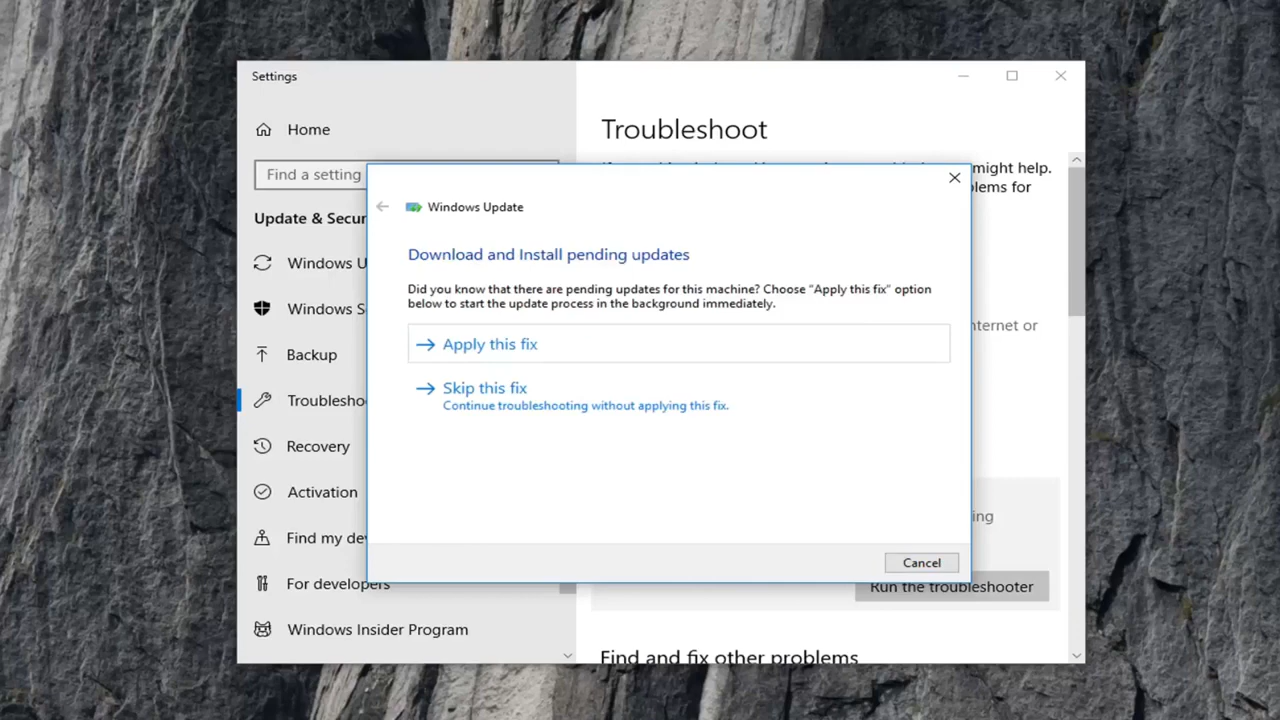 Settings
Home
Find a setting
Update & Secur
Windows U
Windows S
Backup
Troublesho
Recovery
Activation
Find my dev
For developers
Windows Insider Program
Troubleshoot
might help.
lems for
nternet or
ing
Run the troubleshooter
Find and fix other problems
Windows Update
Download and Install pending updates
Did you know that there are pending updates for this machine? Choose "Apply this fix" option
below to start the update process in the background immediately.
Apply this fix
Skip this fix
Continue troubleshooting without applying this fix.
Cancel